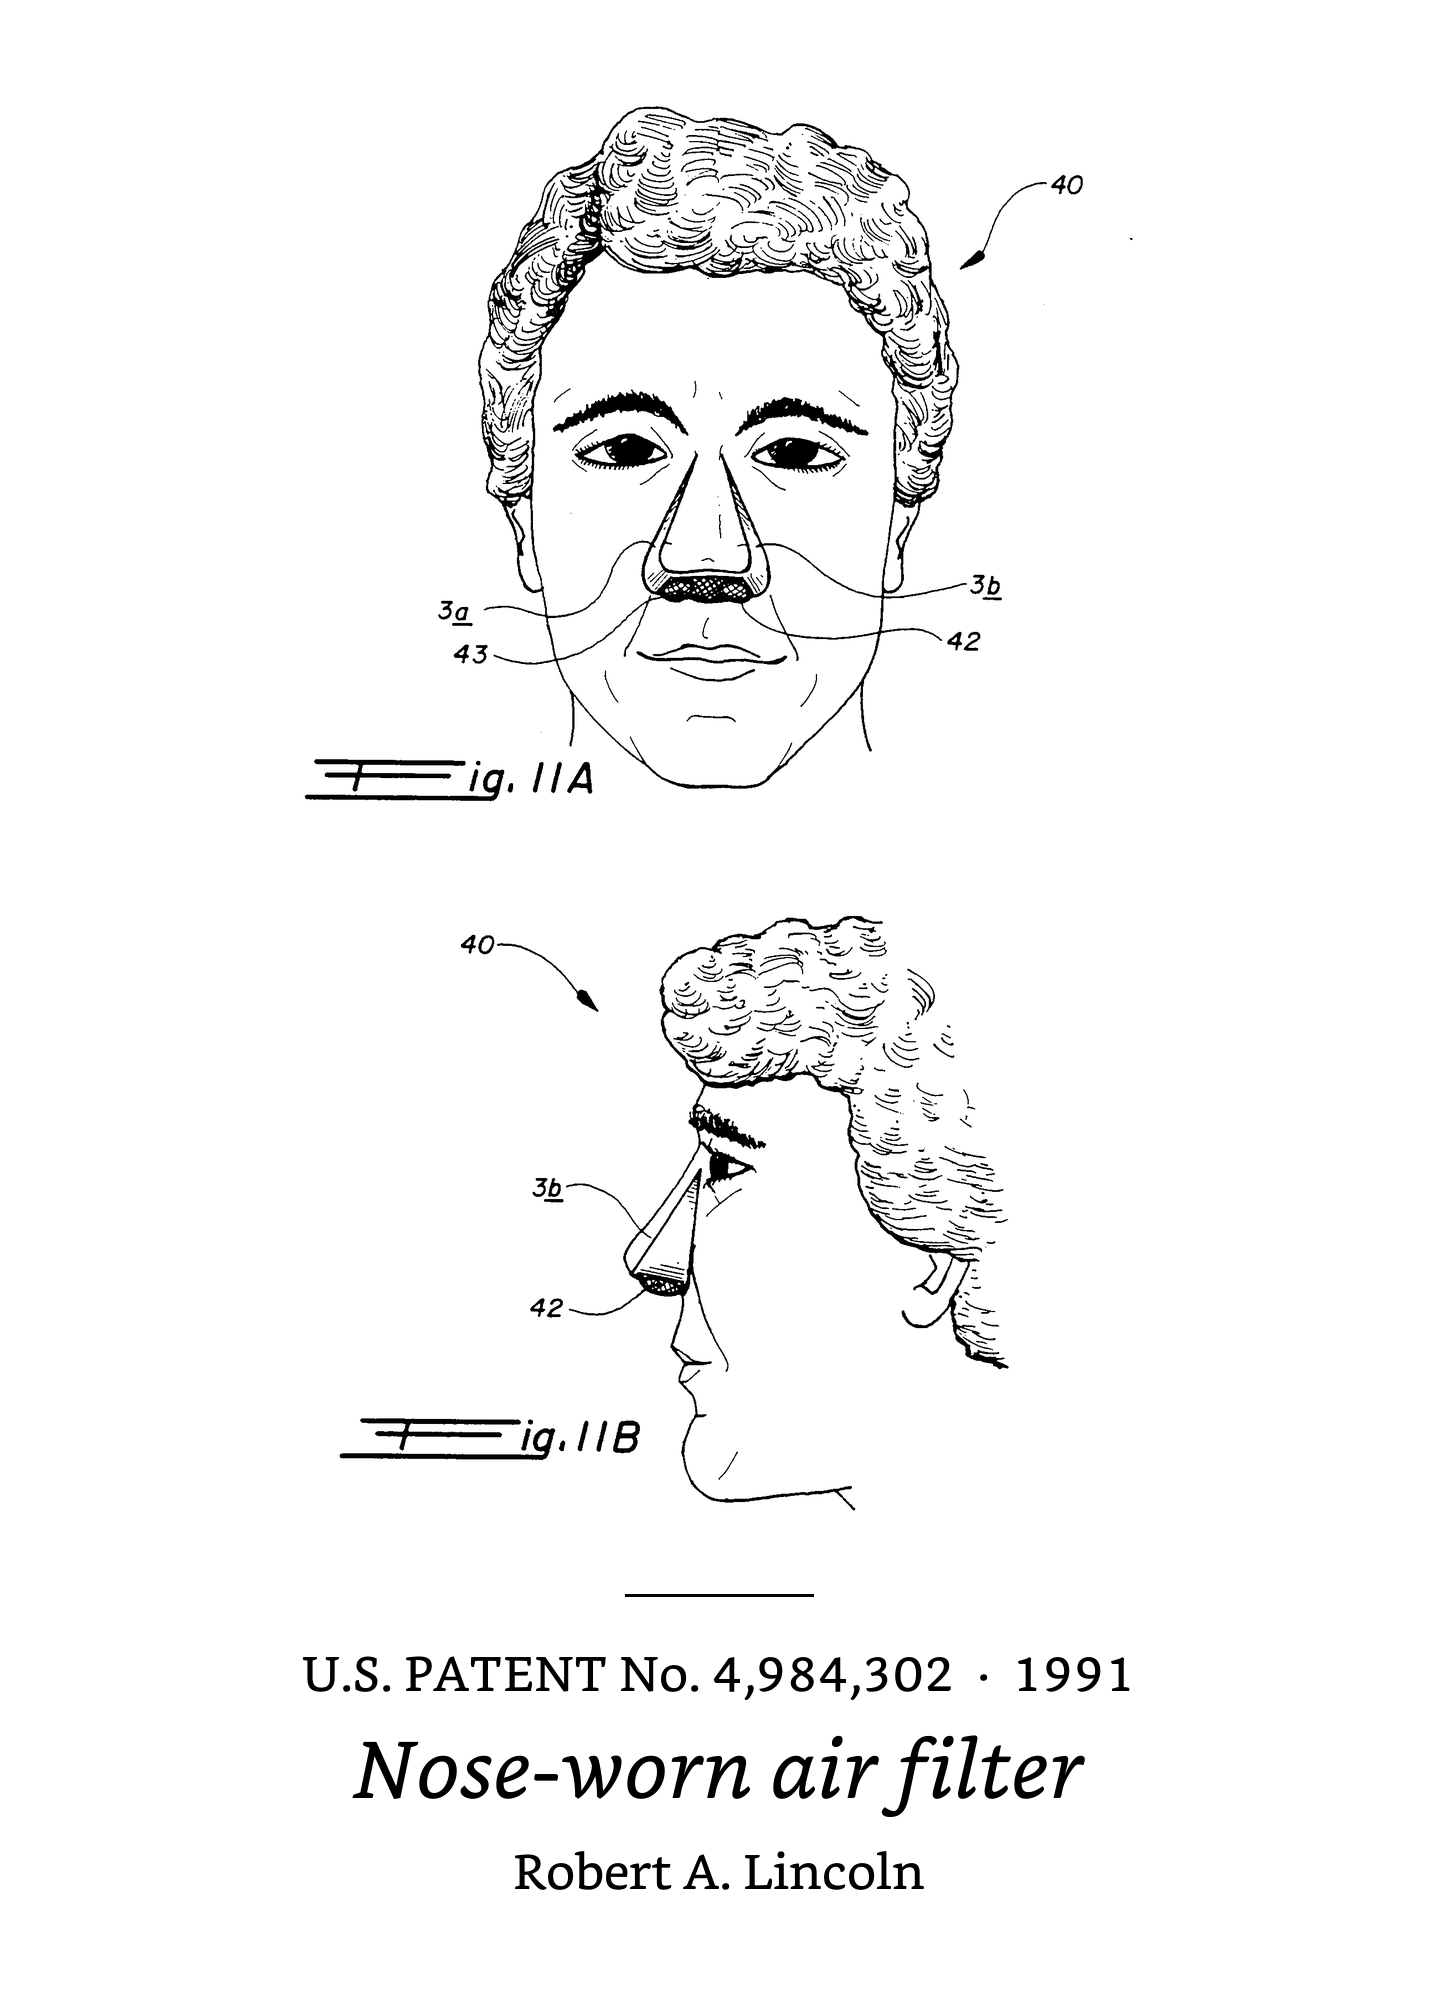 40
3a
3b
43
42
Fig. 11A
40
3b
42
Fig. 11B
U.S. PATENT No. 4,984,302 · 1991
Nose-worn air filter
Robert A. Lincoln